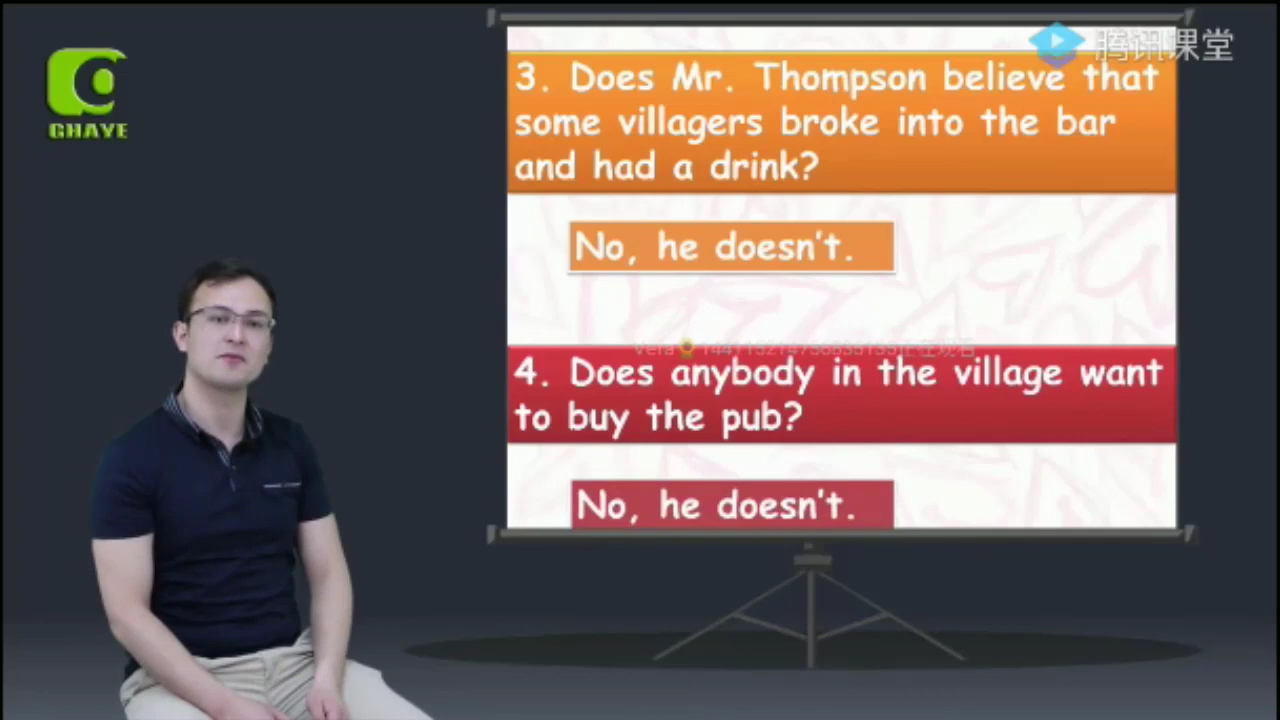 腾讯课堂
GHAYE
3. Does Mr. Thompson believe that
some villagers broke into the bar
and had a drink?
No, he doesn't.
4. Does anybody in the village want
to buy the pub?
No, he doesn't.